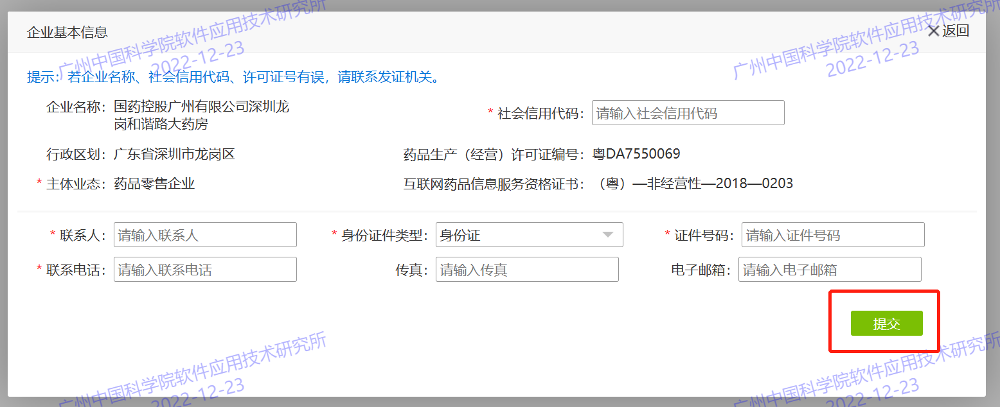 企业基本信息
返回
广州中国科学院软件应用技术研究所
2022-12-23
广州中国科学院软件应用技术研究所
2022-12-23
提示：若企业名称、社会信用代码、许可证号有误，请联系发证机关。
企业名称：国药控股广州有限公司深圳龙
岗和谐路大药房
* 社会信用代码：请输入社会信用代码
行政区划：广东省深圳市龙岗区
药品生产（经营）许可证编号：粤DA7550069
* 主体业态：药品零售企业
互联网药品信息服务资格证书：（粤）—非经营性—2018—0203
* 联系人：请输入联系人
* 身份证件类型：身份证
* 证件号码：请输入证件号码
* 联系电话：请输入联系电话
传真：请输入传真
电子邮箱：请输入电子邮箱
提交
广州中国科学院软件应用技术研究所
2022-12-23
广州中国科学院软件应用技术研究所
2022-12-23